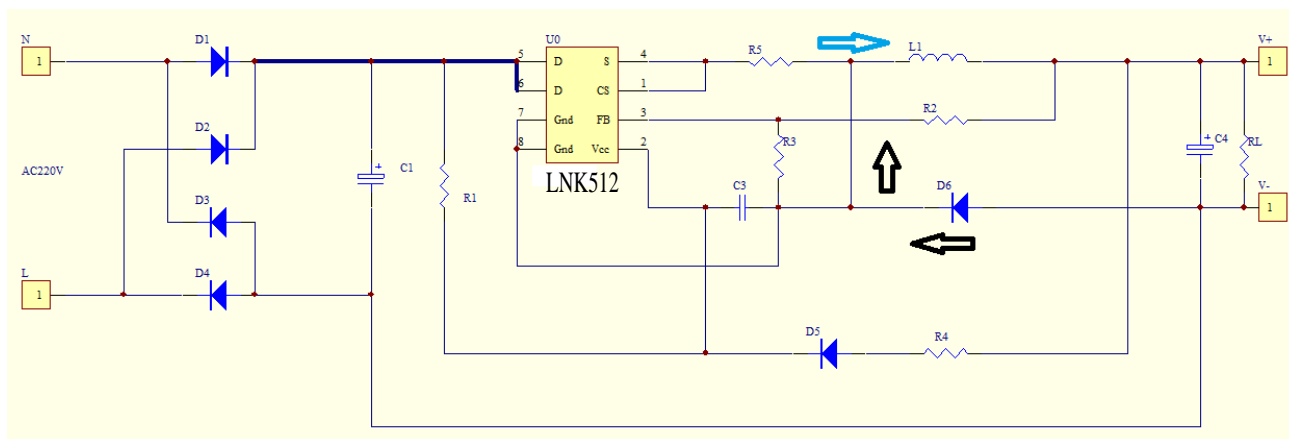 N
1
D1
D2
AC220V
D3
L
1
D4
C1
+
R1
U0
5
D
S
4
6
D
CS
1
7
Gnd
FB
3
8
Gnd
Vcc
2
LNK512
R5
L1
R2
R3
C3
D6
D5
R4
V+
1
+
C4
RL
V-
1